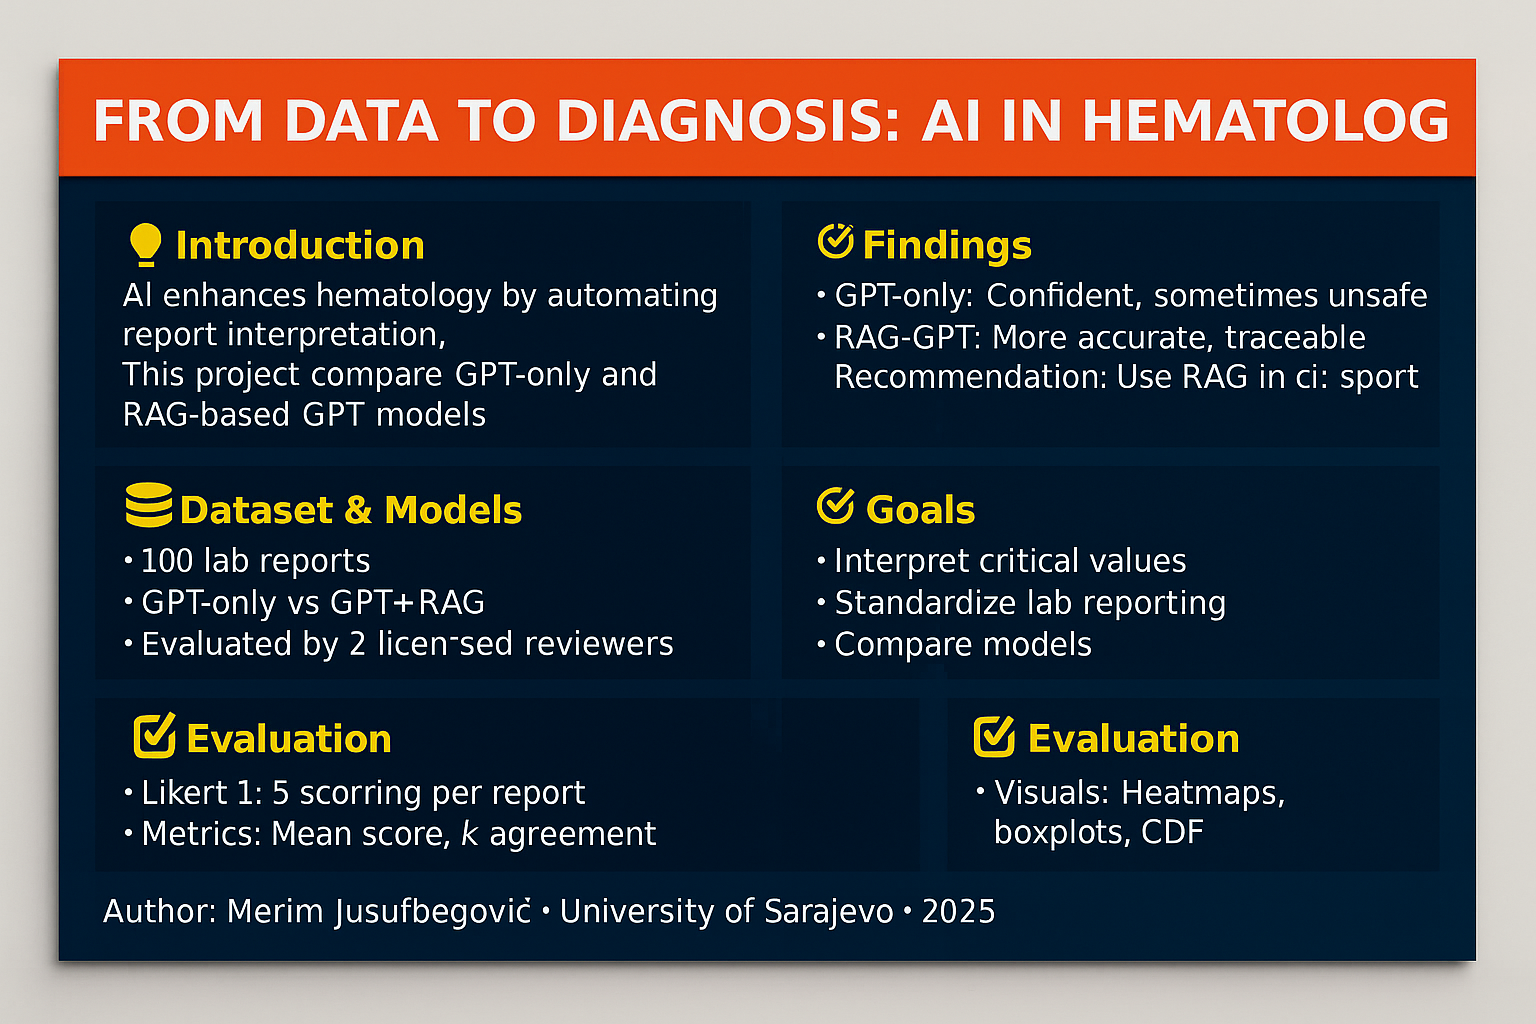 FROM DATA TO DIAGNOSIS: AI IN HEMATOLOG
Introduction
AI enhances hematology by automating
report interpretation,
This project compare GPT-only and
RAG-based GPT models
Findings
• GPT-only: Confident, sometimes unsafe
• RAG-GPT: More accurate, traceable
Recommendation: Use RAG in ci: sport
Dataset & Models
• 100 lab reports
• GPT-only vs GPT+RAG
• Evaluated by 2 licen-sed reviewers
Goals
• Interpret critical values
• Standardize lab reporting
• Compare models
Evaluation
• Likert 1: 5 scorring per report
• Metrics: Mean score, k agreement
Evaluation
• Visuals: Heatmaps,
boxplots, CDF
Author: Merim Jusufbegović • University of Sarajevo • 2025